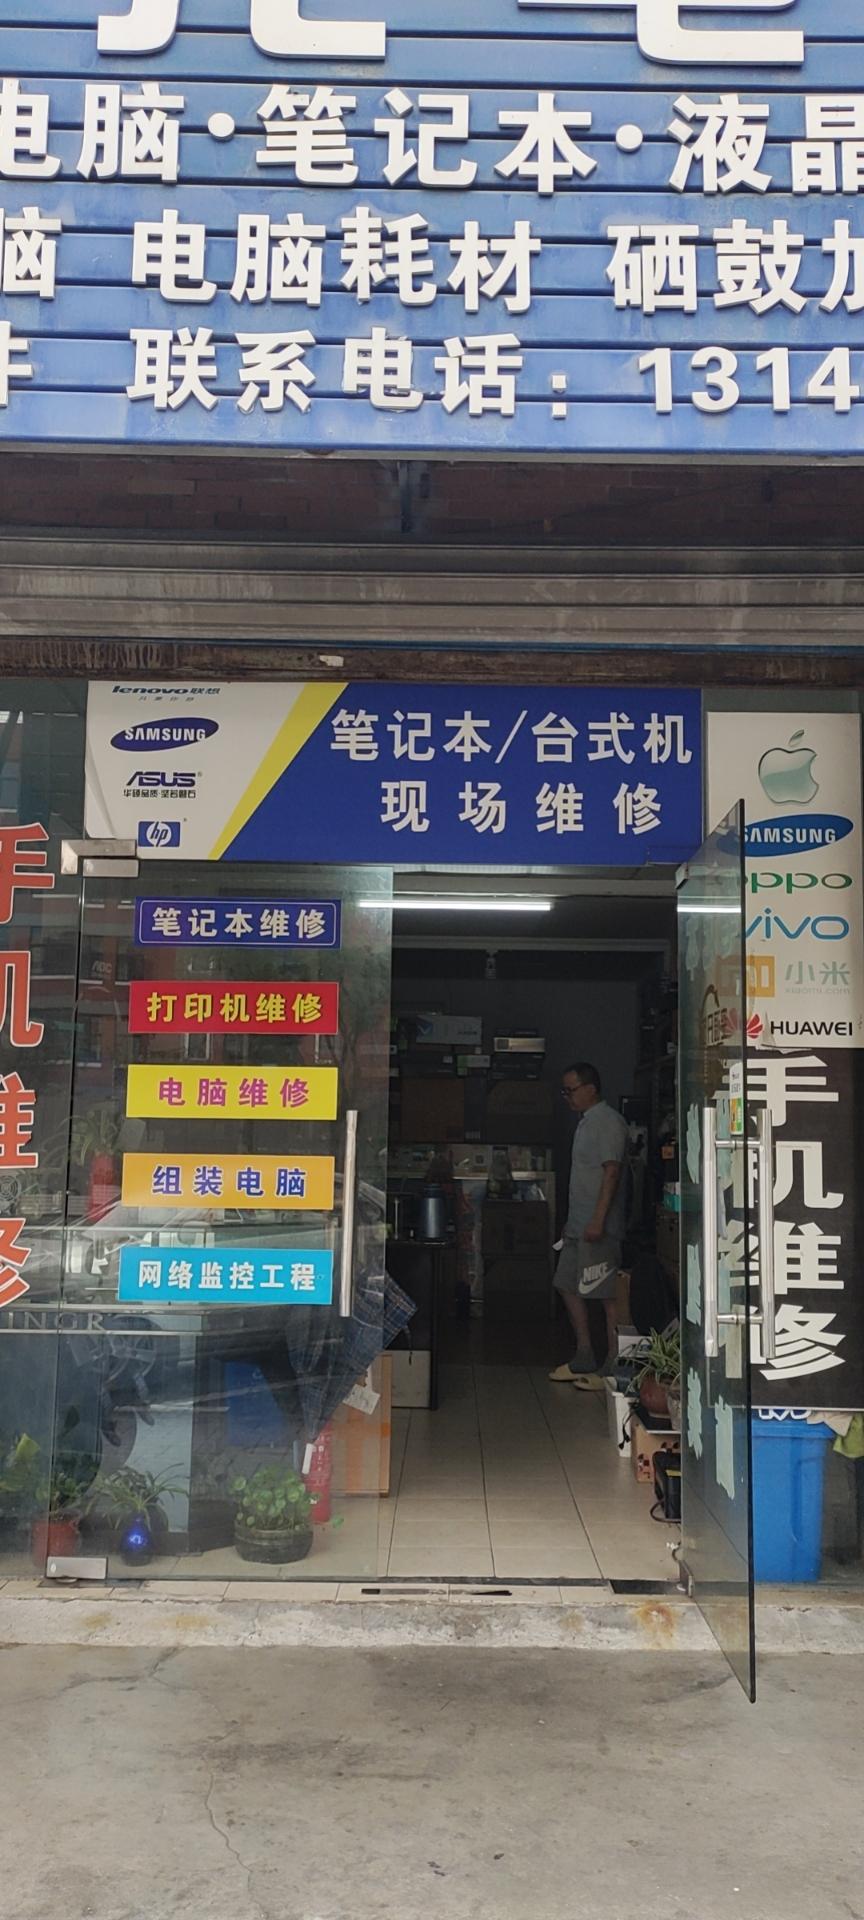 电脑·笔记本·液晶
脑 电脑耗材 硒鼓加
件 联系电话：1314
lenovo联想
SAMSUNG
ASUS
华硕品质·坚若磐石
hp
笔记本/台式机
现场维修
SAMSUNG
oppo
vivo
小米
xiaomi.com
HUAWEI
手机维修
手机维修
笔记本维修
打印机维修
电脑维修
组装电脑
网络监控工程
NIKE